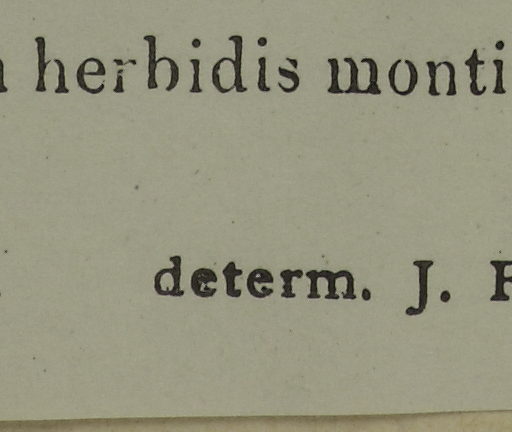 herbidis monti
determ. J.